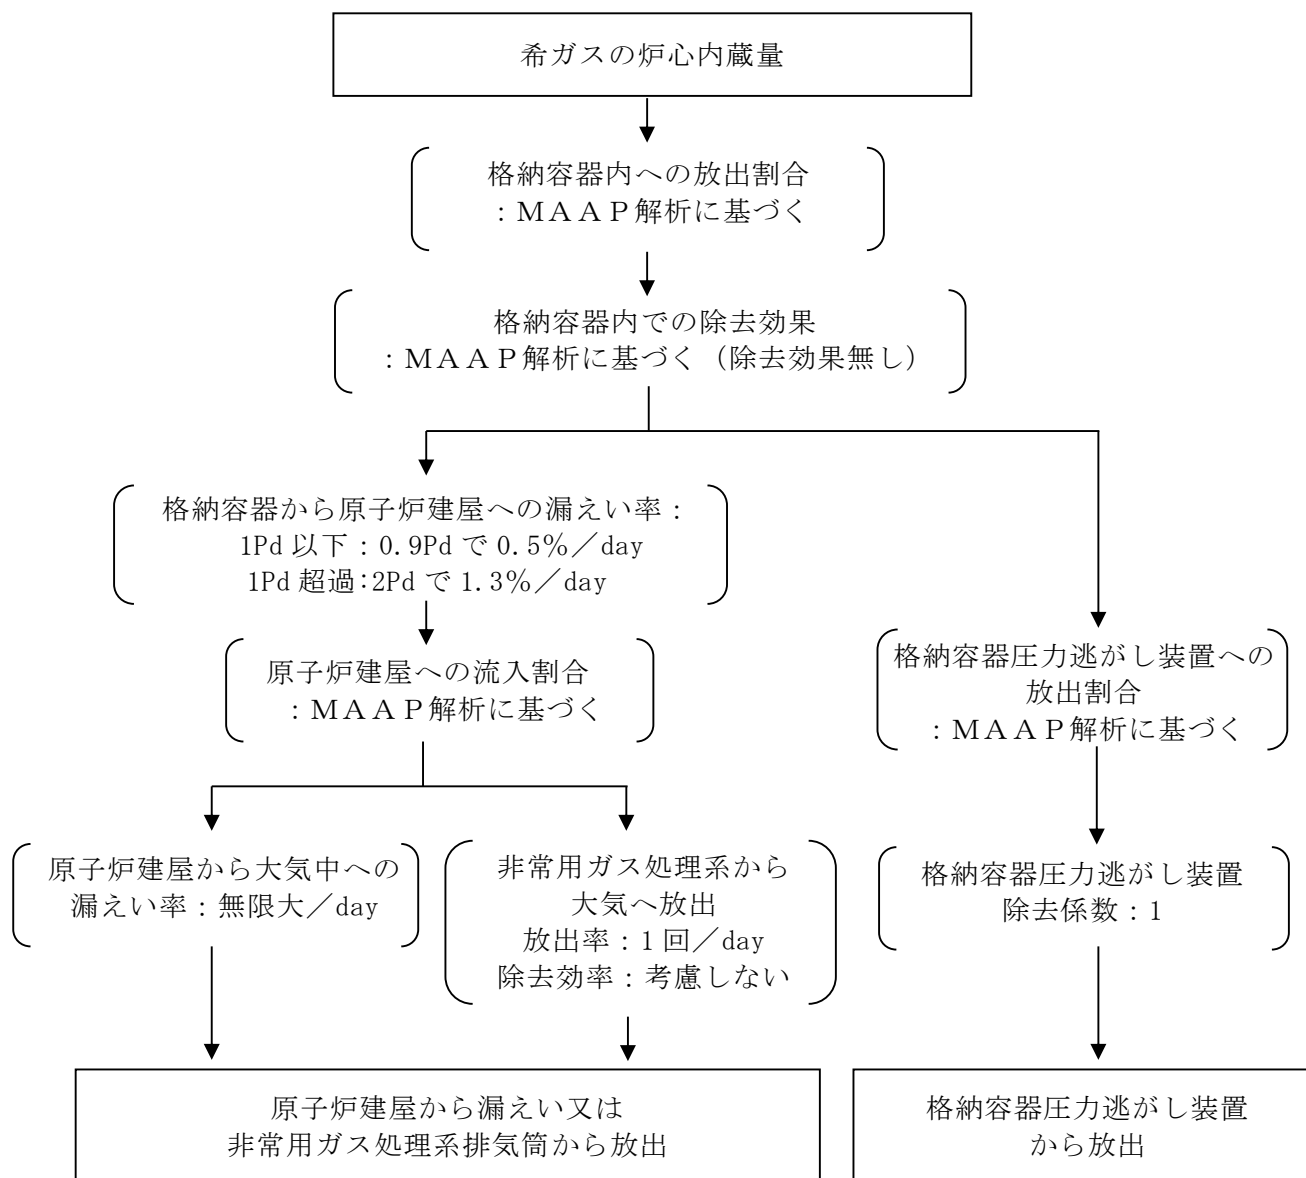 希ガスの炉心内蔵量
格納容器内への放出割合
：ＭＡＡＰ解析に基づく
格納容器内での除去効果
：ＭＡＡＰ解析に基づく（除去効果無し）
格納容器から原子炉建屋への漏えい率：
1Pd 以下：0.9Pd で 0.5％／day
1Pd 超過：2Pd で 1.3％／day
原子炉建屋への流入割合
：ＭＡＡＰ解析に基づく
格納容器圧力逃がし装置への
放出割合
：ＭＡＡＰ解析に基づく
原子炉建屋から大気中への
漏えい率：無限大／day
非常用ガス処理系から
大気へ放出
放出率：1 回／day
除去効率：考慮しない
格納容器圧力逃がし装置
除去係数：1
原子炉建屋から漏えい又は
非常用ガス処理系排気筒から放出
格納容器圧力逃がし装置
から放出